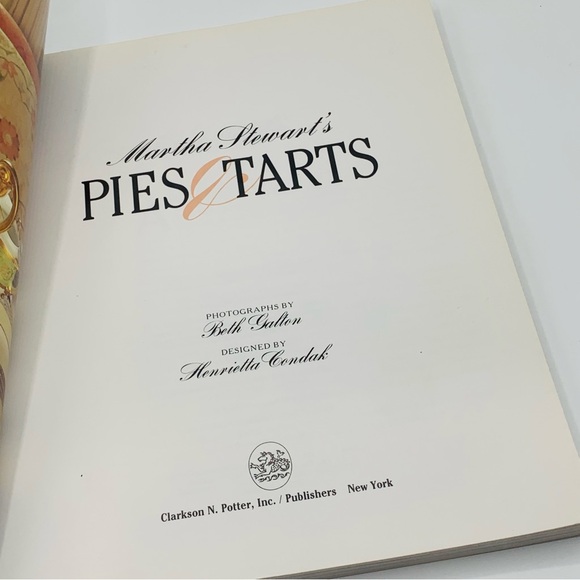 Martha Stewart's
PIES & TARTS
PHOTOGRAPHS BY
Beth Galton
DESIGNED BY
Henrietta Condak
Clarkson N. Potter, Inc. / Publishers New York